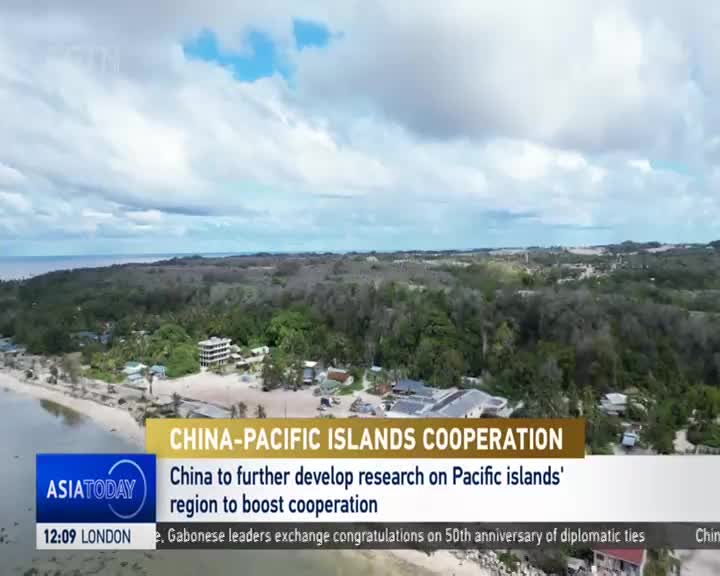 CGTN
CHINA-PACIFIC ISLANDS COOPERATION
China to further develop research on Pacific islands'
region to boost cooperation
ASIATODAY
12:09 LONDON
e, Gabonese leaders exchange congratulations on 50th anniversary of diplomatic ties
Chin